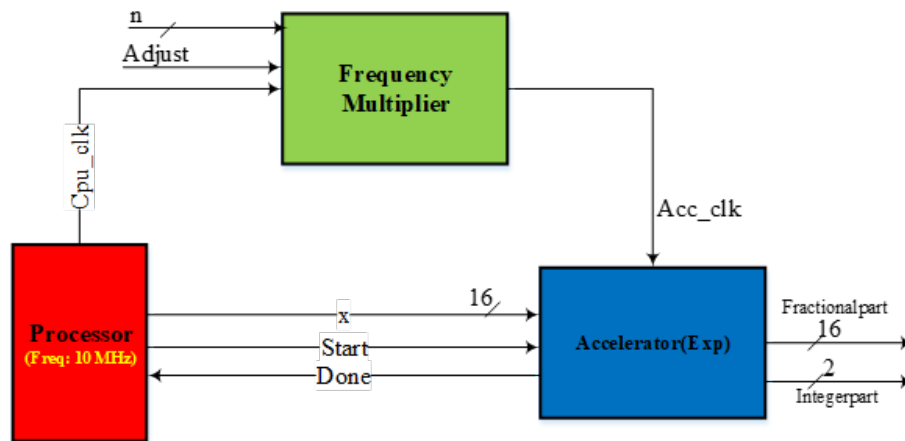 n
Adjust
Frequency
Multiplier
Cpu_clk
Acc_clk
Processor
(Freq: 10 MHz)
x
16
Start
Done
Accelerator(Exp)
Fractionalpart
16
2
Integerpart